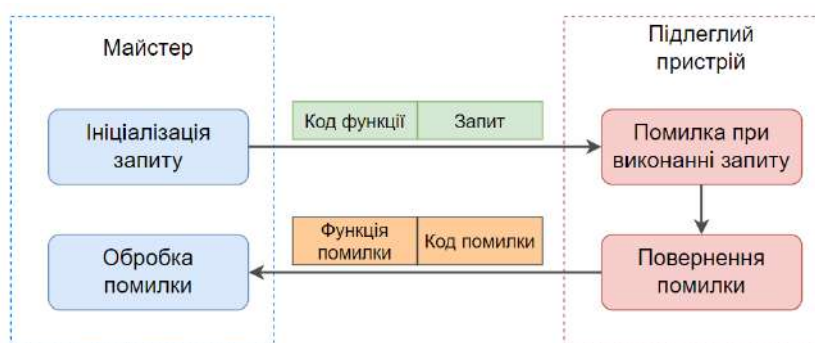 Майстер
Підлеглий
пристрій
Ініціалізація
запиту
Код функції
Запит
Помилка при
виконанні запиту
Функція
помилки
Код помилки
Обробка
помилки
Повернення
помилки